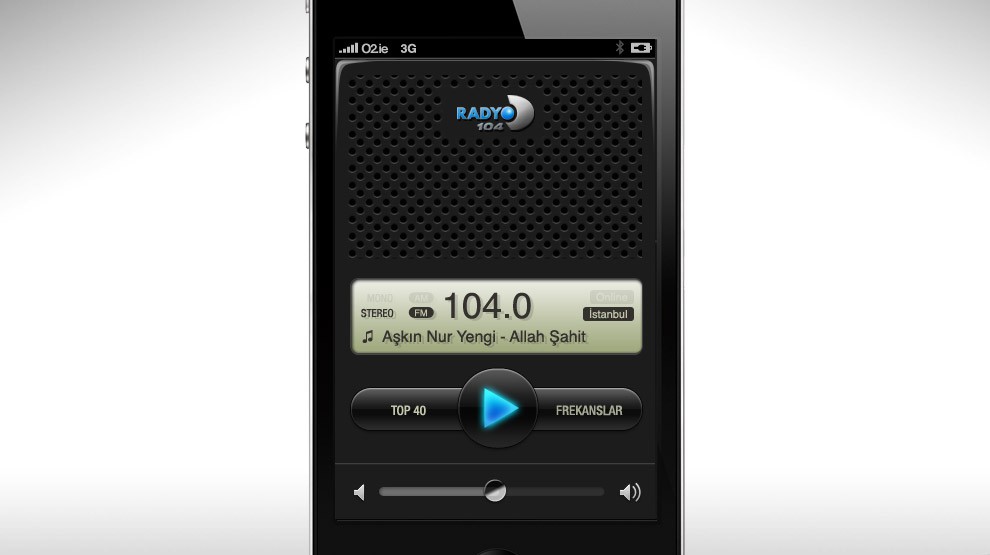 O2.ie 3G
RADYO
104
MONO AM 104.0 Online
STEREO FM İstanbul
Aşkın Nur Yengi - Allah Şahit
TOP 40 FREKANSLAR